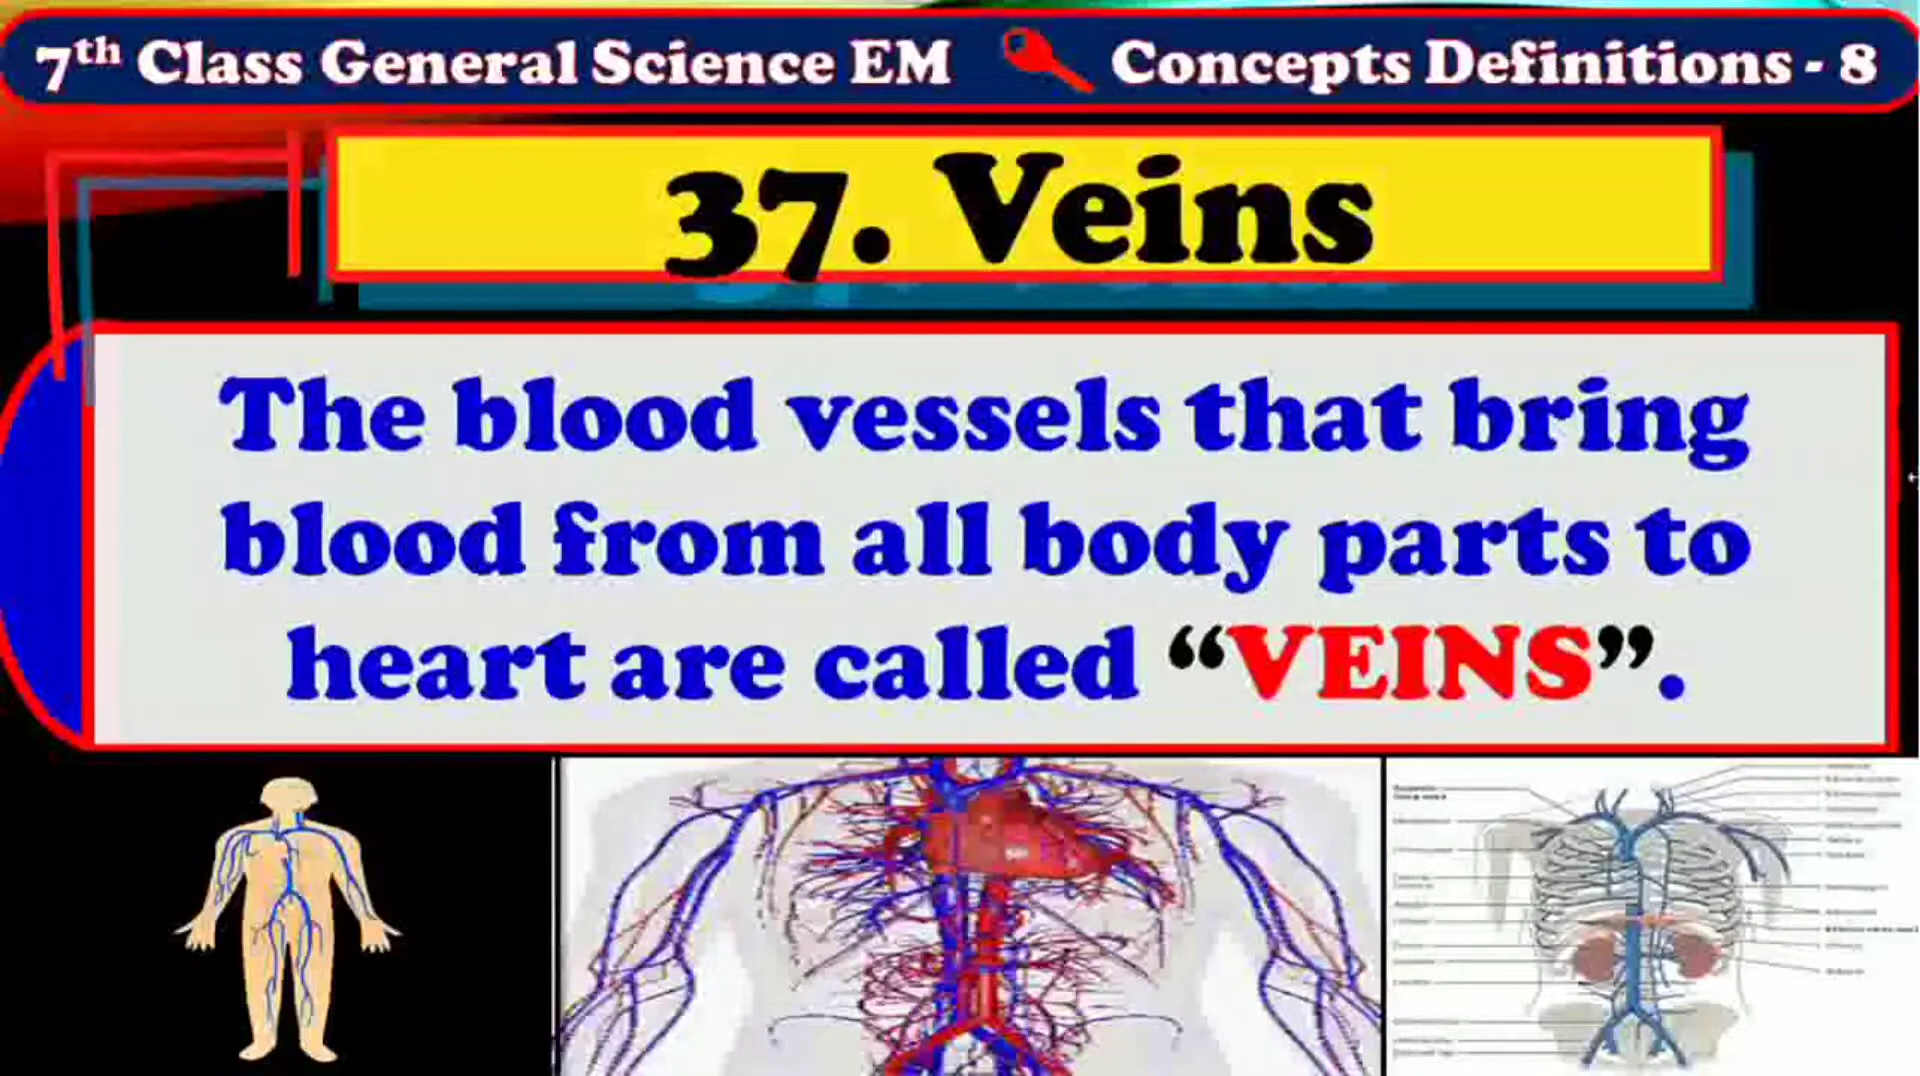 7th Class General Science EM Concepts Definitions - 8
37. Veins
The blood vessels that bring
blood from all body parts to
heart are called “VEINS”.